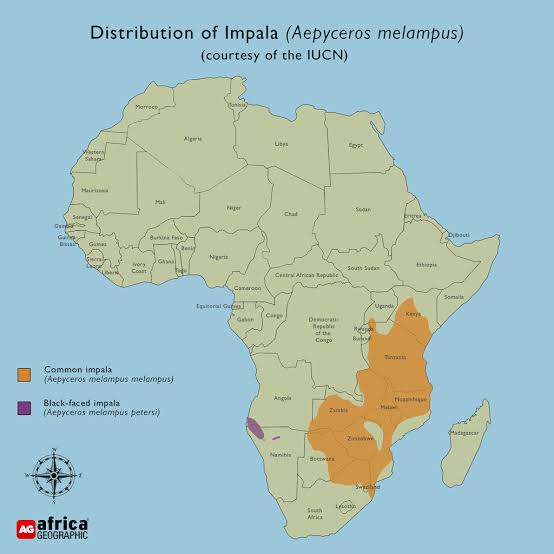 Distribution of Impala (Aepyceros melampus)
(courtesy of the IUCN)
Morroco
Tunisia
Algeria
Libya
Egypt
Western
Sahara
Mauritania
Mali
Niger
Chad
Sudan
Eritrea
Djibouti
Senegal
Gambia
Guinea
Bissau
Guinea
Sierra
Leone
Liberia
Ivory
Coast
Burkina Faso
Ghana
Togo
Benin
Nigeria
Cameroon
Central African Republic
South Sudan
Ethiopia
Somalia
Equitorial Guinea
Gabon
Congo
Democratic
Republic
of the
Congo
Uganda
Kenya
Rwanda
Burundi
Tanzania
Angola
Zambia
Malawi
Mozambique
Zimbabwe
Madagascar
Namibia
Botswana
Swaziland
Lesotho
South
Africa
Common impala
(Aepyceros melampus melampus)
Black-faced impala
(Aepyceros melampus petersi)
N
W
E
S
AG africa
GEOGRAPHIC